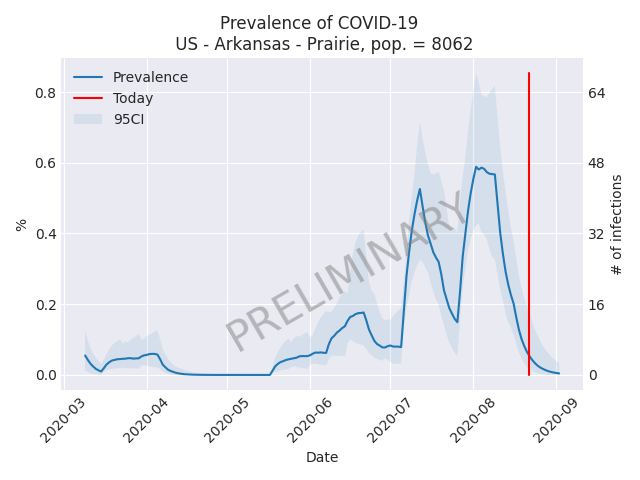 Prevalence of COVID-19
US - Arkansas - Prairie, pop. = 8062
Prevalence
Today
95CI
0.8
0.6
0.4
0.2
0.0
%
64
48
32
16
0
# of infections
PRELIMINARY
2020-03
2020-04
2020-05
2020-06
2020-07
2020-08
2020-09
Date